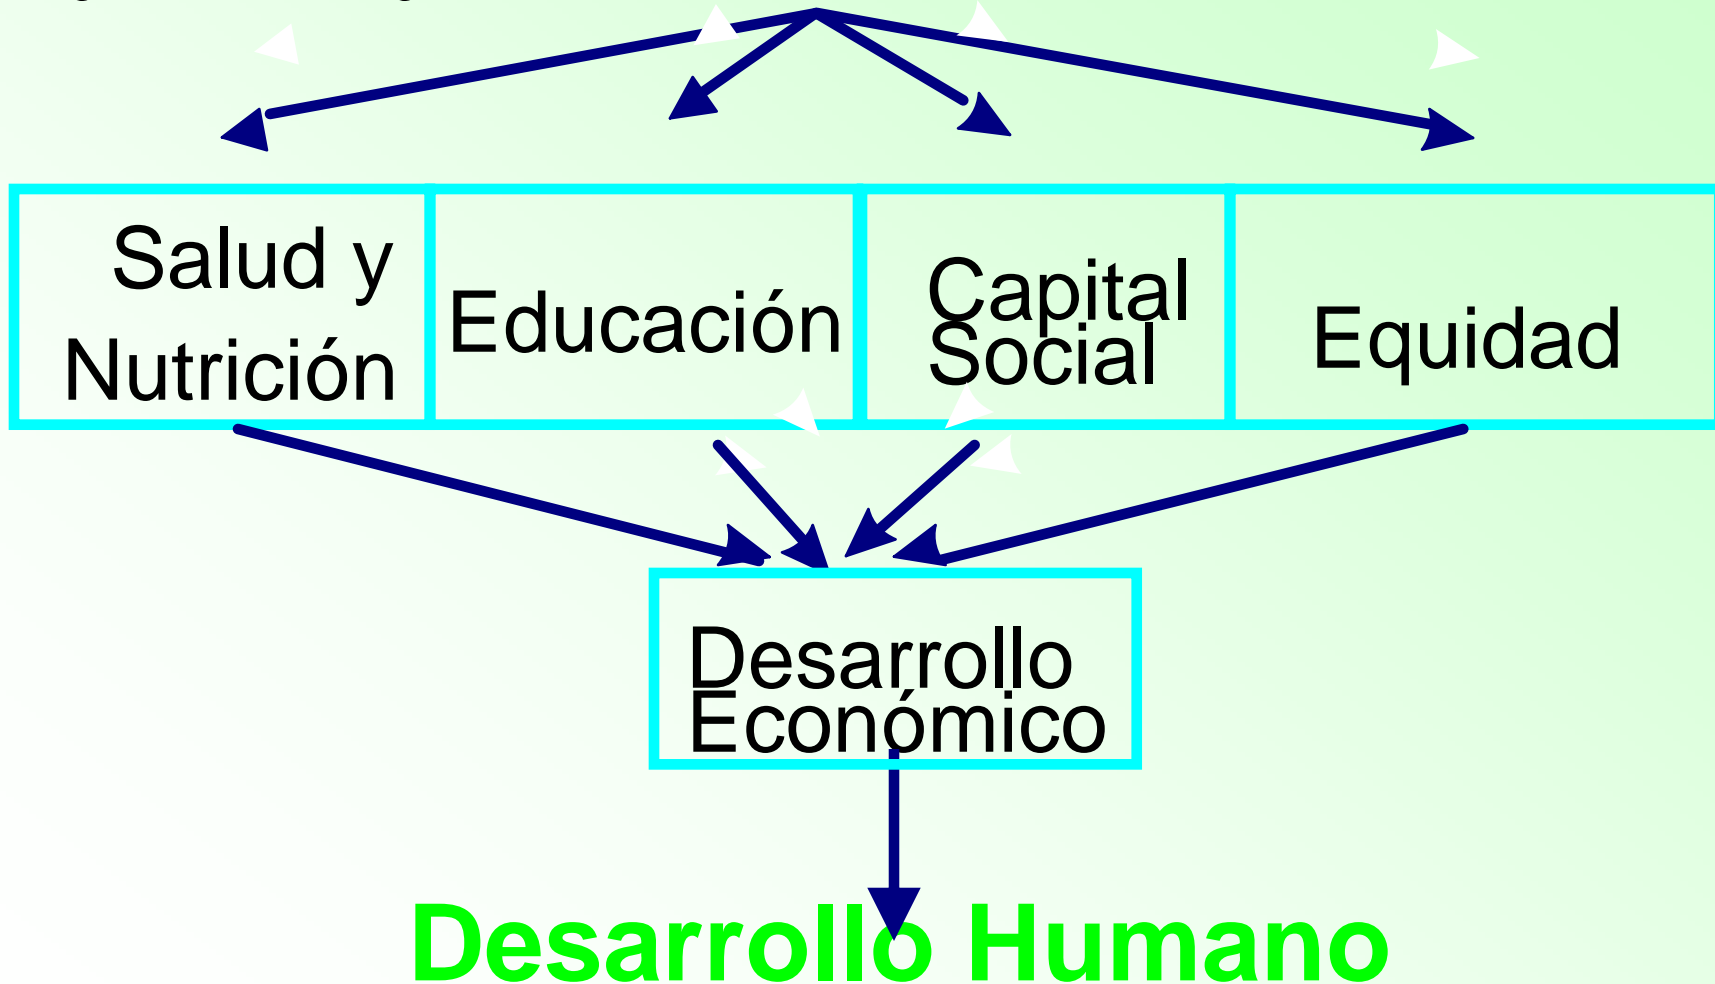 Salud y
Nutrición
Educación
Capital
Social
Equidad
Desarrollo
Económico
Desarrollo Humano